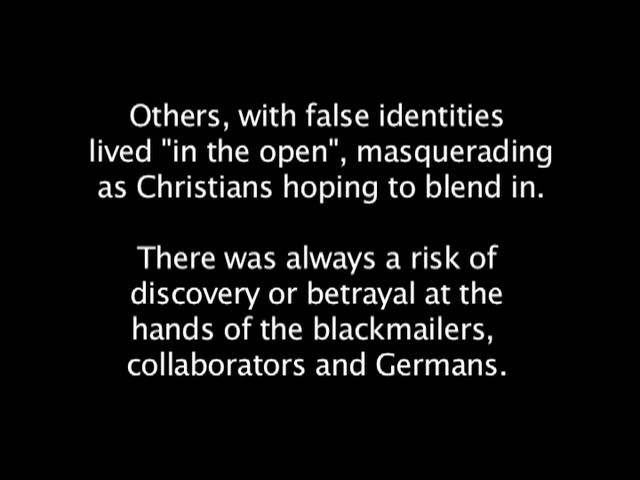 Others, with false identities
lived "in the open", masquerading
as Christians hoping to blend in.
There was always a risk of
discovery or betrayal at the
hands of the blackmailers,
collaborators and Germans.